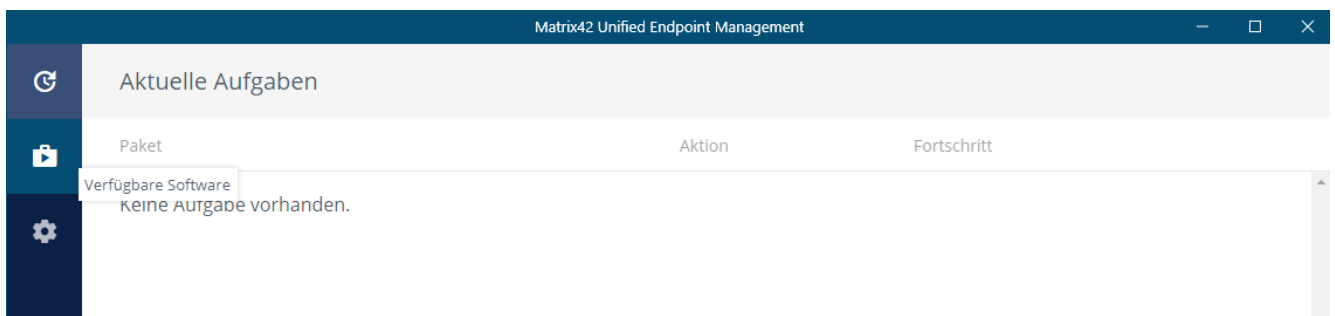 Matrix42 Unified Endpoint Management
Aktuelle Aufgaben
Paket Aktion Fortschritt
Verfügbare Software
Keine Aufgabe vorhanden.